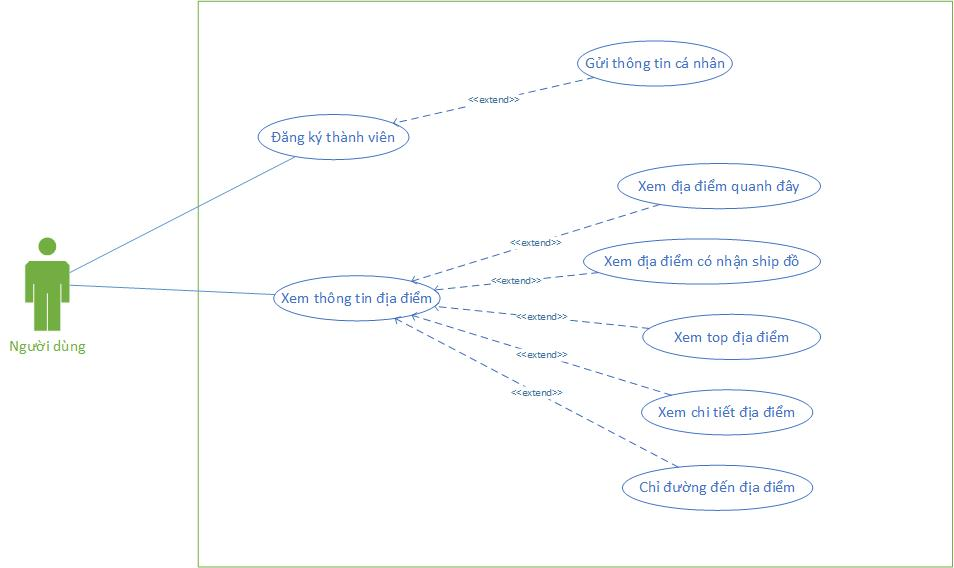 Gửi thông tin cá nhân
<<extend>>
Đăng ký thành viên
Xem địa điểm quanh đây
<<extend>>
Xem địa điểm có nhận ship đồ
<<extend>>
Xem thông tin địa điểm
<<extend>>
Xem top địa điểm
Người dùng
<<extend>>
Xem chi tiết địa điểm
<<extend>>
Chỉ đường đến địa điểm